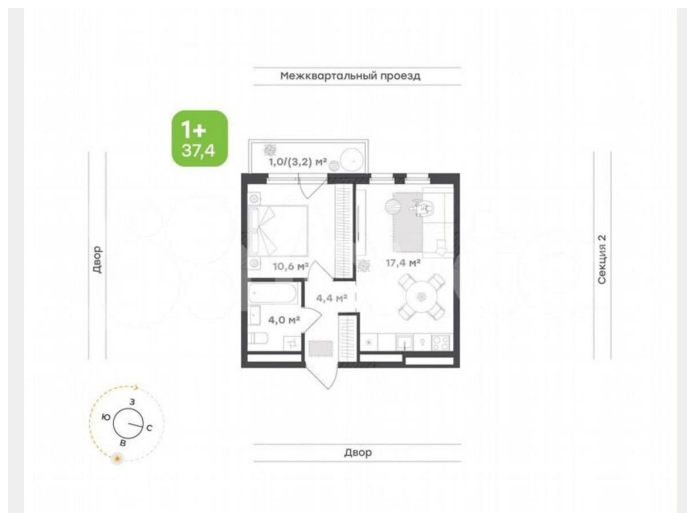 Межквартальный проезд
1+
37,4
1,0/(3,2) м²
Двор
10,6 м²
17,4 м²
Секция 2
4,4 м²
4,0 м²
З
Ю
С
В
Двор